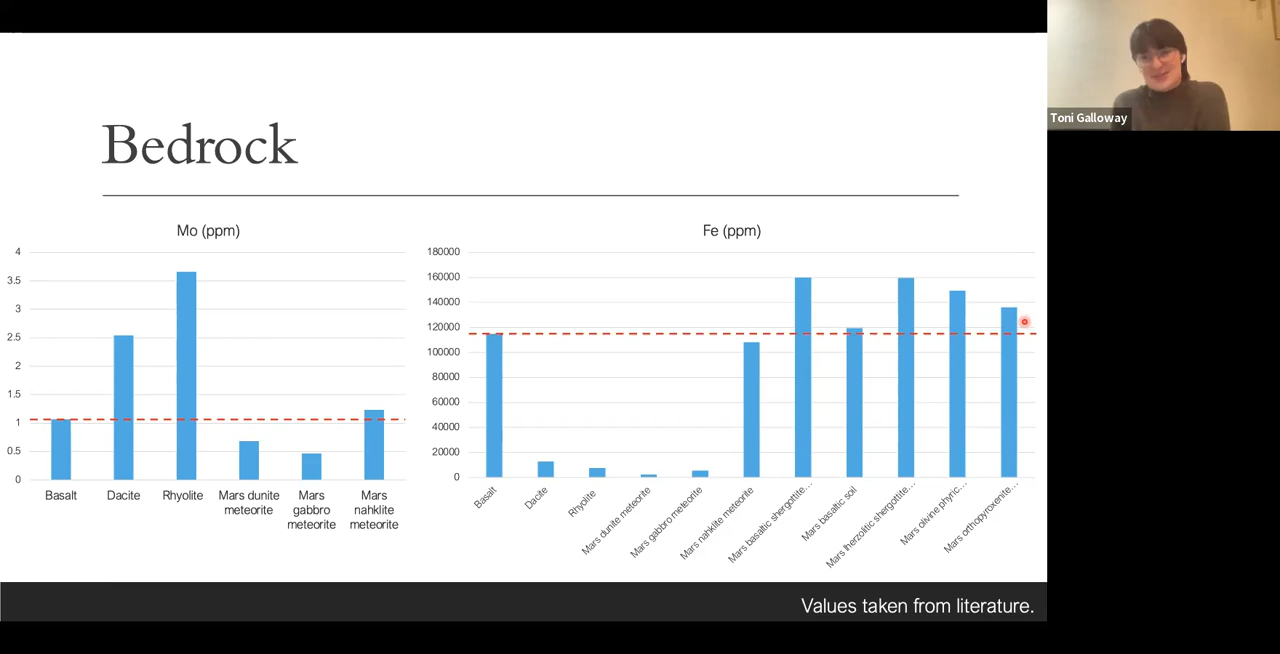 Toni Galloway
Bedrock
Mo (ppm)
4
3.5
3
2.5
2
1.5
1
0.5
0
Basalt
Dacite
Rhyolite
Mars dunite
meteorite
Mars
gabbro
meteorite
Mars
nahklite
meteorite
Fe (ppm)
180000
160000
140000
120000
100000
80000
60000
40000
20000
0
Basalt
Dacite
Rhyolite
Mars dunite meteorite
Mars gabbro meteorite
Mars nahklite meteorite
Mars basaltic shergottite...
Mars basaltic soil
Mars lherzolitic shergottite...
Mars olivine phyric...
Mars orthopyroxenite...
Values taken from literature.